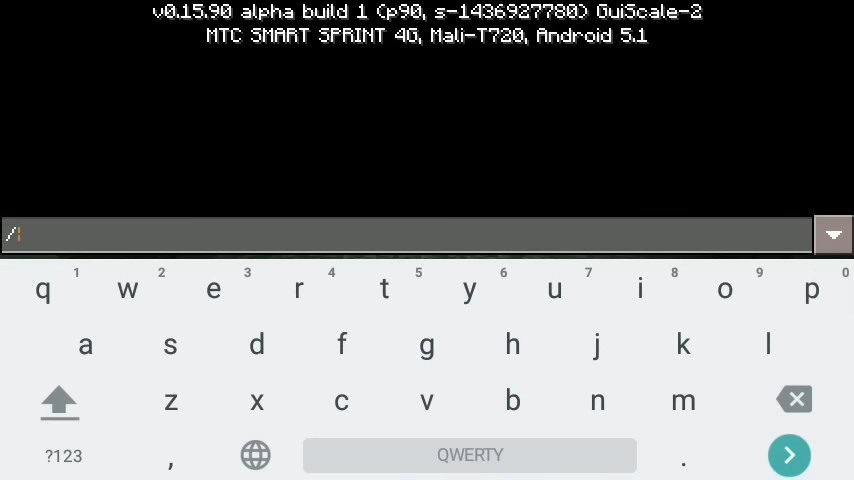 v0.15.90 alpha build 1 (p90, s-1436927780) GuiScale-2
MTC SMART SPRINT 4G, Mali-T720, Android 5.1
/
1 2 3 4 5 6 7 8 9 0
q w e r t y u i o p
a s d f g h j k l
z x c v b n m
?123 , QWERTY .